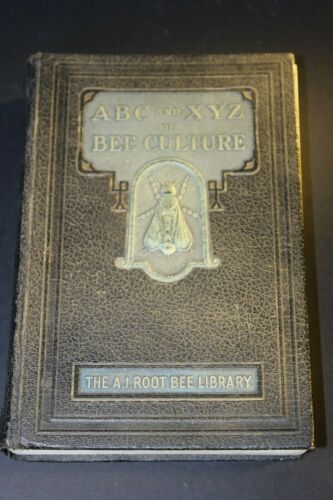 ABC AND XYZ
OF
BEE CULTURE
THE A.I. ROOT BEE LIBRARY